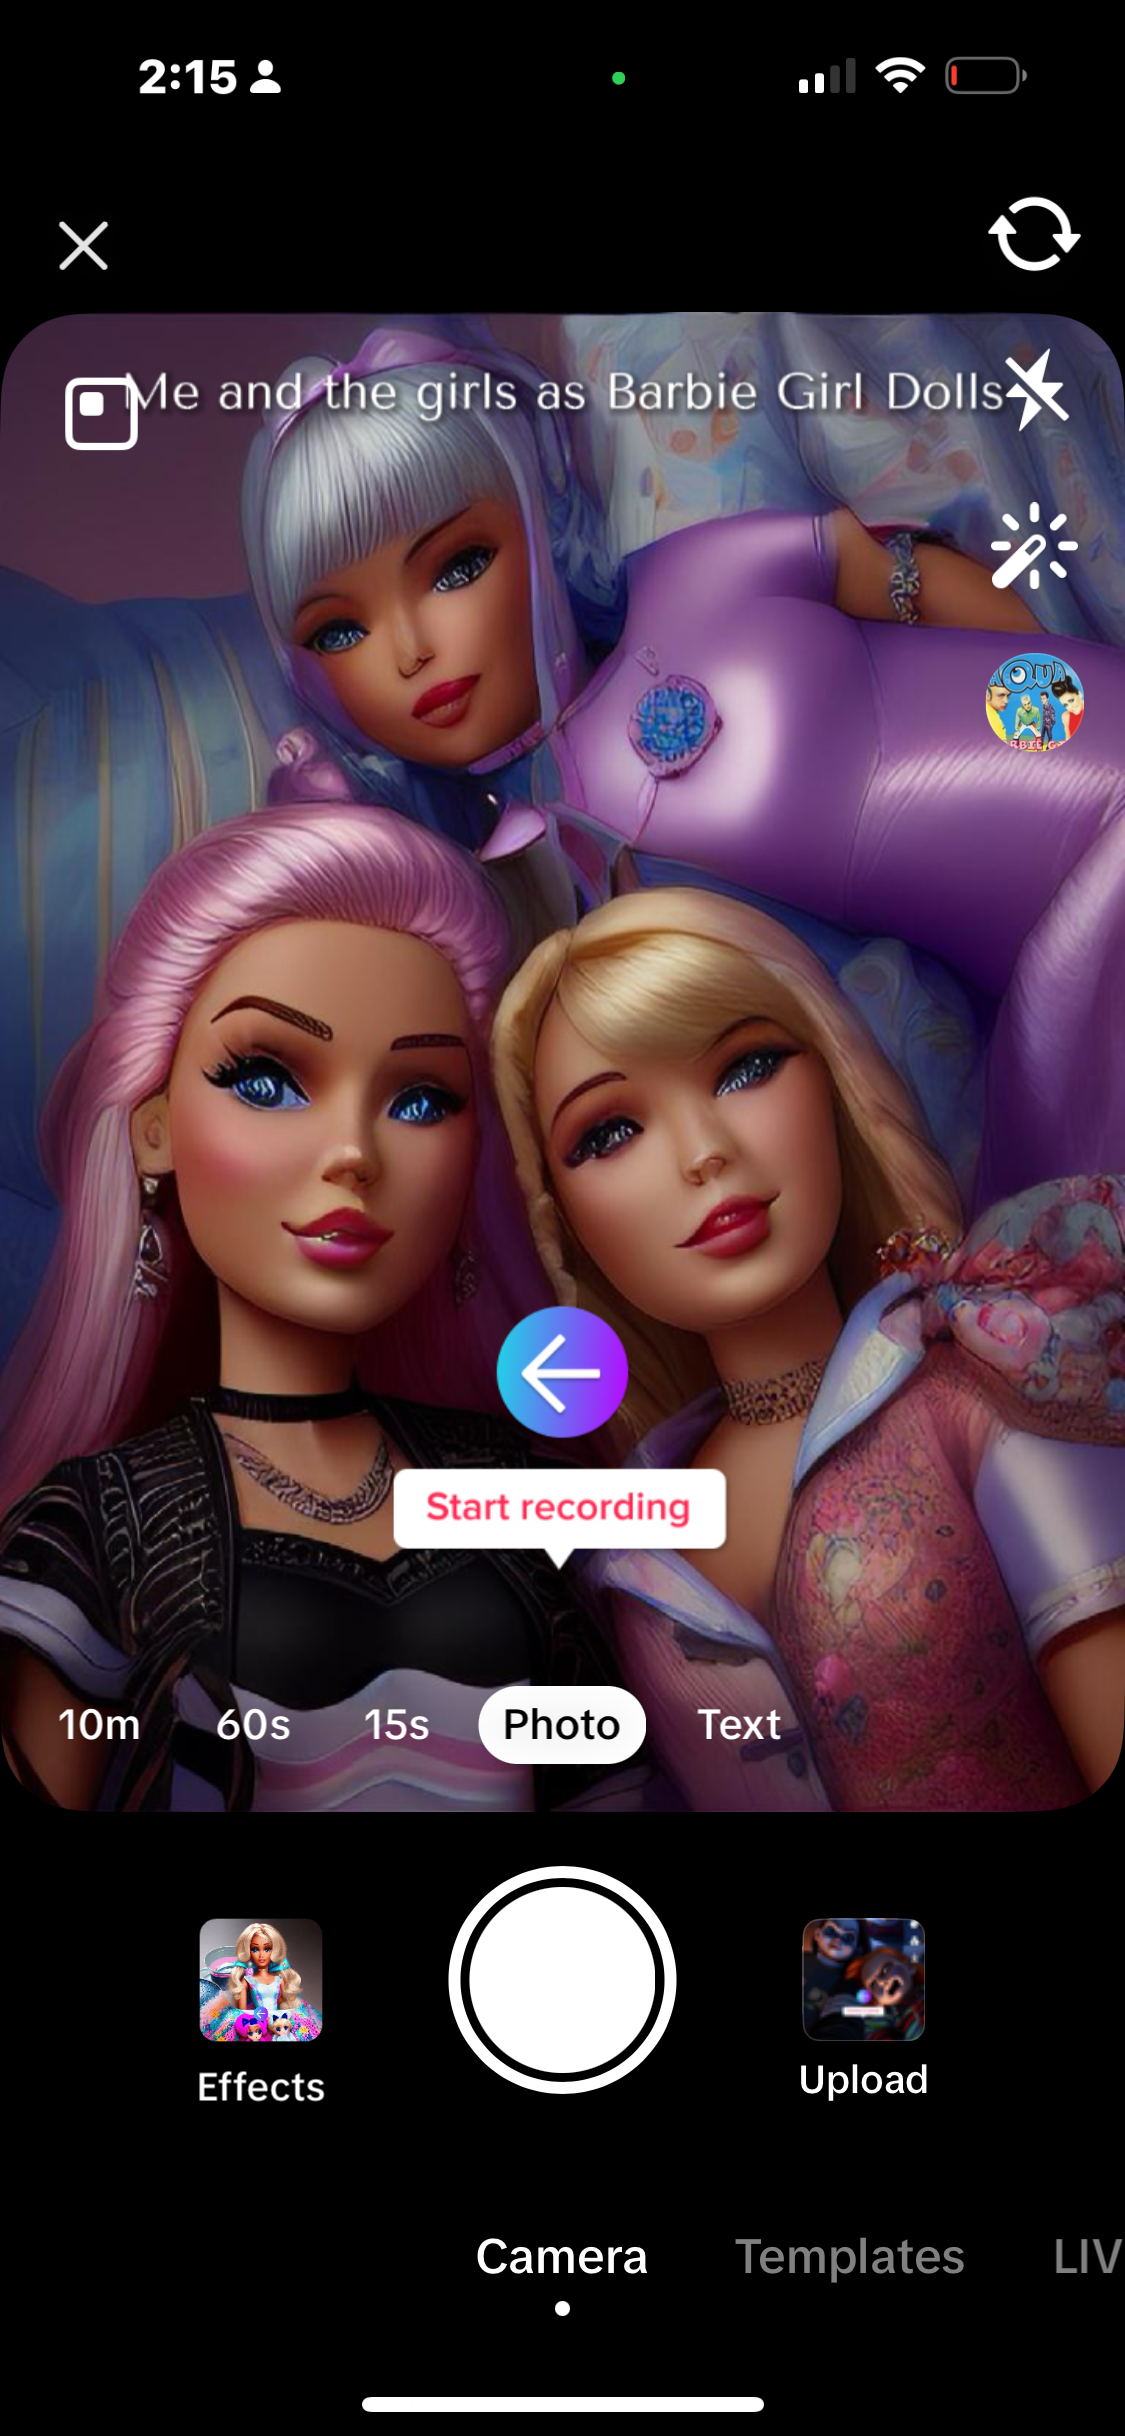 2:15
Me and the girls as Barbie Girl Dolls
AQUA
Start recording
10m 60s 15s Photo Text
Effects
Upload
Camera Templates LIV